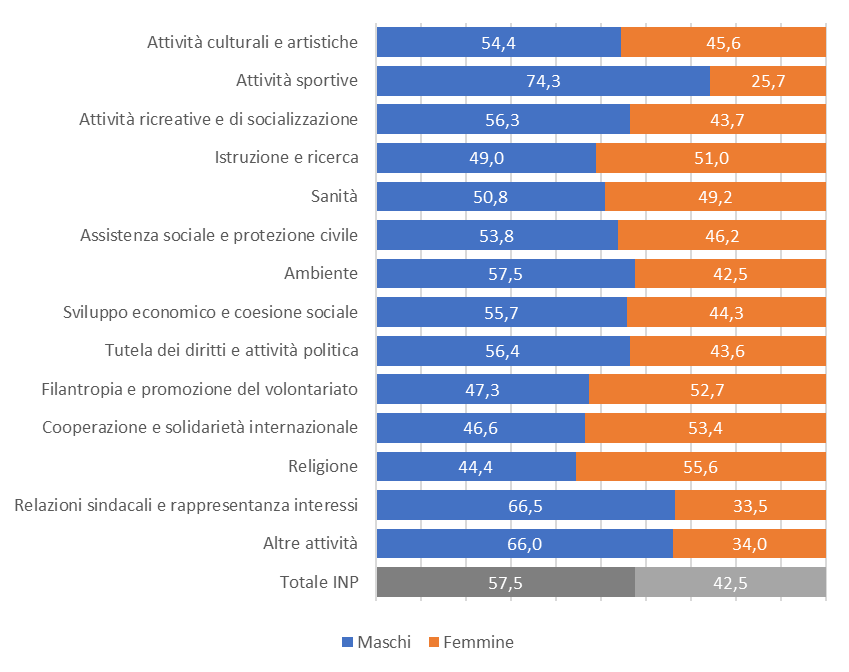 Attività culturali e artistiche 54,4 45,6
Attività sportive 74,3 25,7
Attività ricreative e di socializzazione 56,3 43,7
Istruzione e ricerca 49,0 51,0
Sanità 50,8 49,2
Assistenza sociale e protezione civile 53,8 46,2
Ambiente 57,5 42,5
Sviluppo economico e coesione sociale 55,7 44,3
Tutela dei diritti e attività politica 56,4 43,6
Filantropia e promozione del volontariato 47,3 52,7
Cooperazione e solidarietà internazionale 46,6 53,4
Religione 44,4 55,6
Relazioni sindacali e rappresentanza interessi 66,5 33,5
Altre attività 66,0 34,0
Totale INP 57,5 42,5
Maschi Femmine